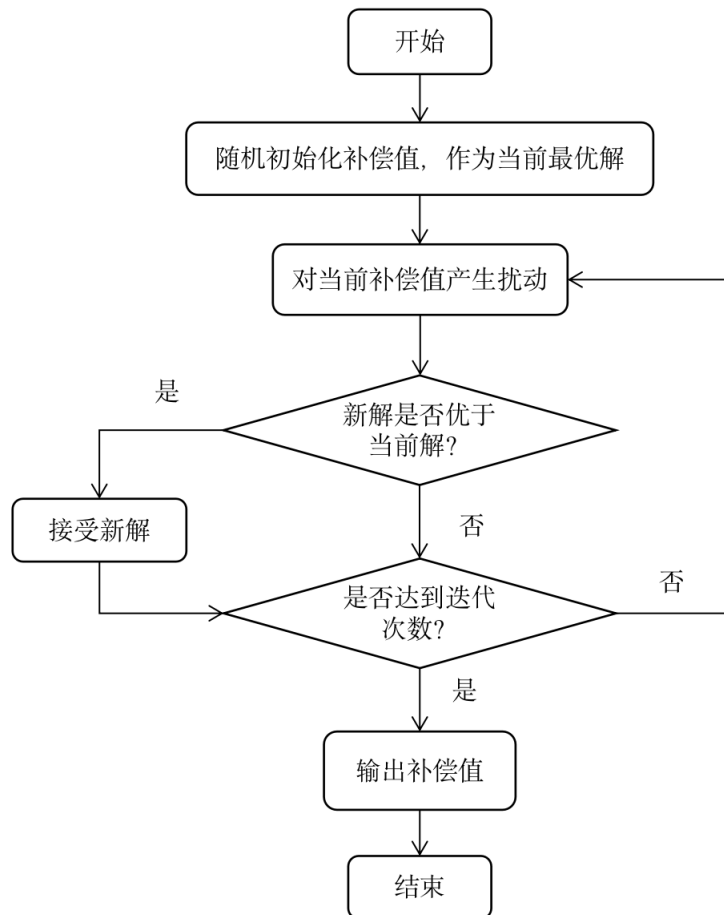 开始
随机初始化补偿值，作为当前最优解
对当前补偿值产生扰动
是
新解是否优于
当前解?
接受新解
否
是否达到迭代
次数?
否
是
输出补偿值
结束